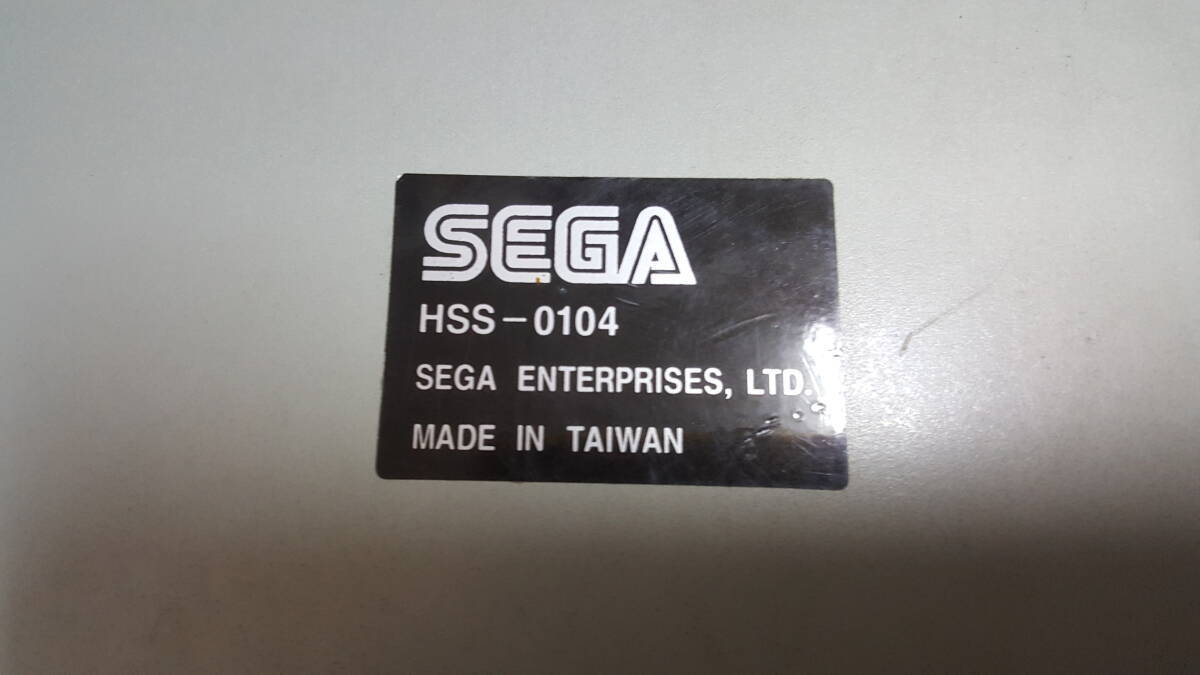 SEGA
HSS-0104
SEGA ENTERPRISES, LTD.
MADE IN TAIWAN